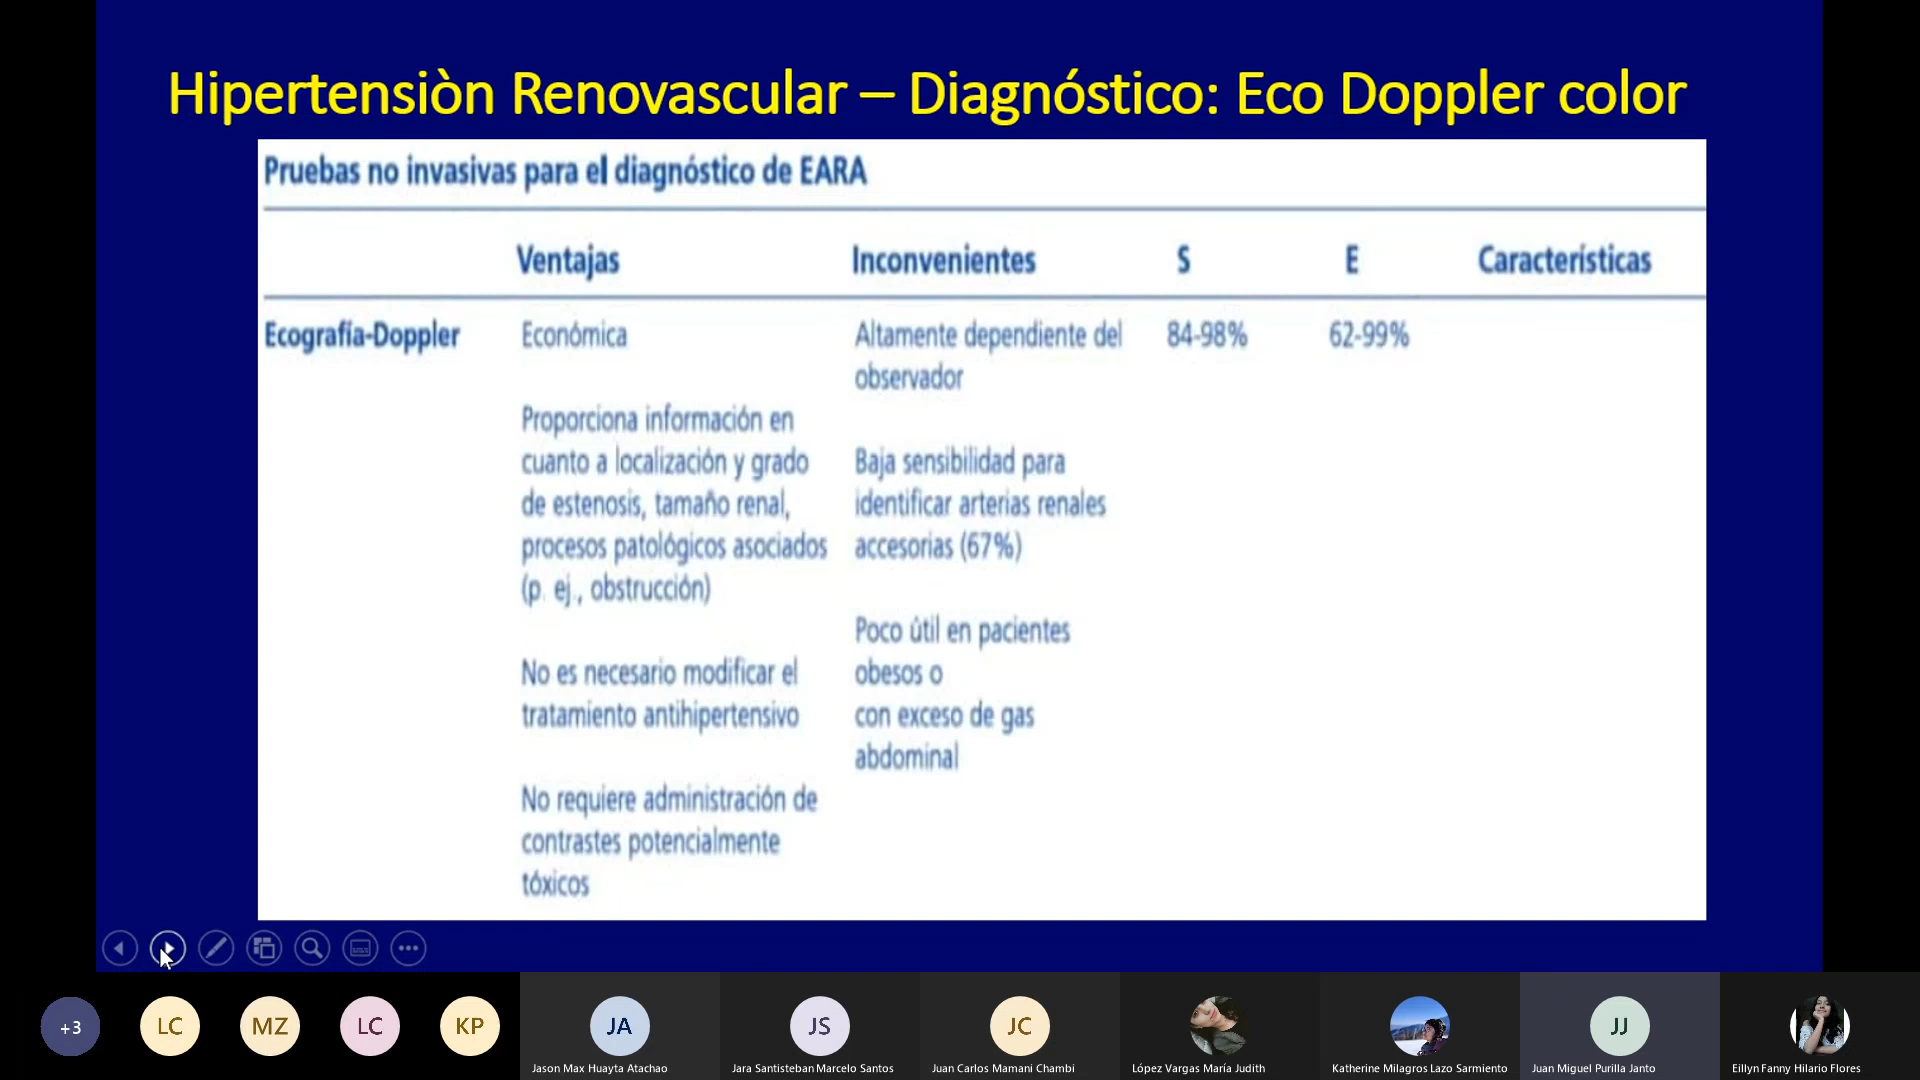 Hipertensiòn Renovascular – Diagnóstico: Eco Doppler color
Pruebas no invasivas para el diagnóstico de EARA
Ventajas Inconvenientes S E Características
Ecografía-Doppler
Económica
Proporciona información en
cuanto a localización y grado
de estenosis, tamaño renal,
procesos patológicos asociados
(p. ej., obstrucción)
No es necesario modificar el
tratamiento antihipertensivo
No requiere administración de
contrastes potencialmente
tóxicos
Altamente dependiente del
observador
Baja sensibilidad para
identificar arterias renales
accesorias (67%)
Poco útil en pacientes
obesos o
con exceso de gas
abdominal
84-98%
62-99%
+3
LC
MZ
LC
KP
JA
Jason Max Huayta Atachao
JS
Jara Santisteban Marcelo Santos
JC
Juan Carlos Mamani Chambi
López Vargas María Judith
Katherine Milagros Lazo Sarmiento
JJ
Juan Miguel Purilla Janto
Eillyn Fanny Hilario Flores